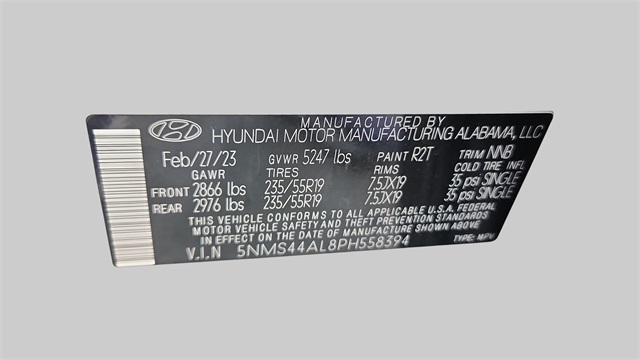 MANUFACTURED BY
HYUNDAI MOTOR MANUFACTURING ALABAMA, LLC
Feb/27/23 GVWR 5247 lbs PAINT R2T TRIM NNB
GAWR TIRES RIMS COLD TIRE INFL
FRONT 2866 lbs 235/55R19 7.5JX19 35 psi SINGLE
REAR 2976 lbs 235/55R19 7.5JX19 35 psi SINGLE
THIS VEHICLE CONFORMS TO ALL APPLICABLE U.S.A. FEDERAL
MOTOR VEHICLE SAFETY AND THEFT PREVENTION STANDARDS
IN EFFECT ON THE DATE OF MANUFACTURE SHOWN ABOVE
V.I.N 5NMS44AL8PH558394 TYPE: MPV